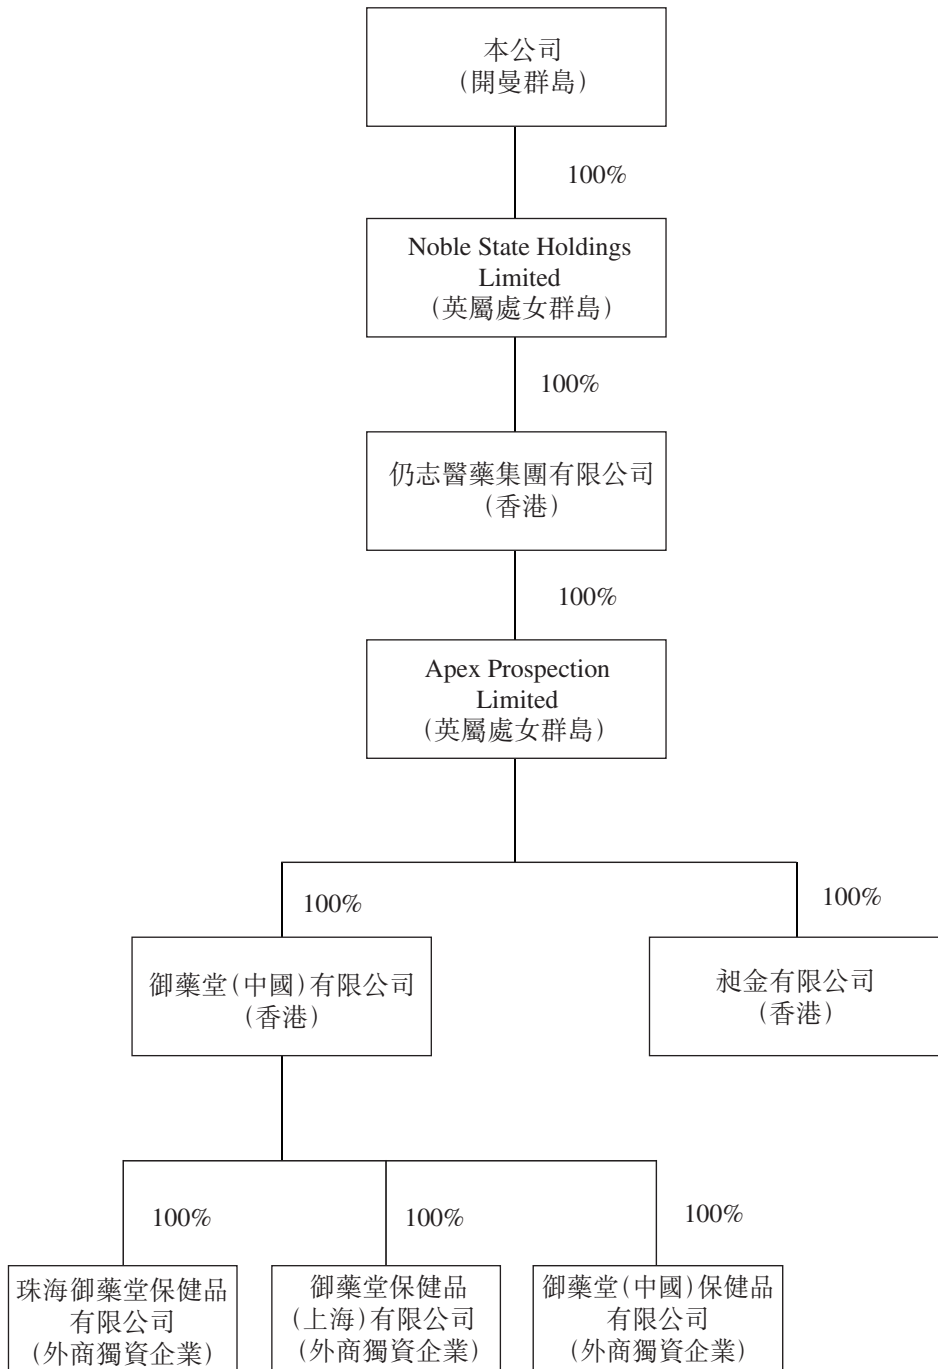 本公司
(開曼群島)
100%
Noble State Holdings
Limited
(英屬處女群島)
100%
仍志醫藥集團有限公司
(香港)
100%
Apex Prospection
Limited
(英屬處女群島)
100%
100%
御藥堂(中國)有限公司
(香港)
昶金有限公司
(香港)
100%
100%
100%
珠海御藥堂保健品
有限公司
(外商獨資企業)
御藥堂保健品
(上海)有限公司
(外商獨資企業)
御藥堂(中國)保健品
有限公司
(外商獨資企業)